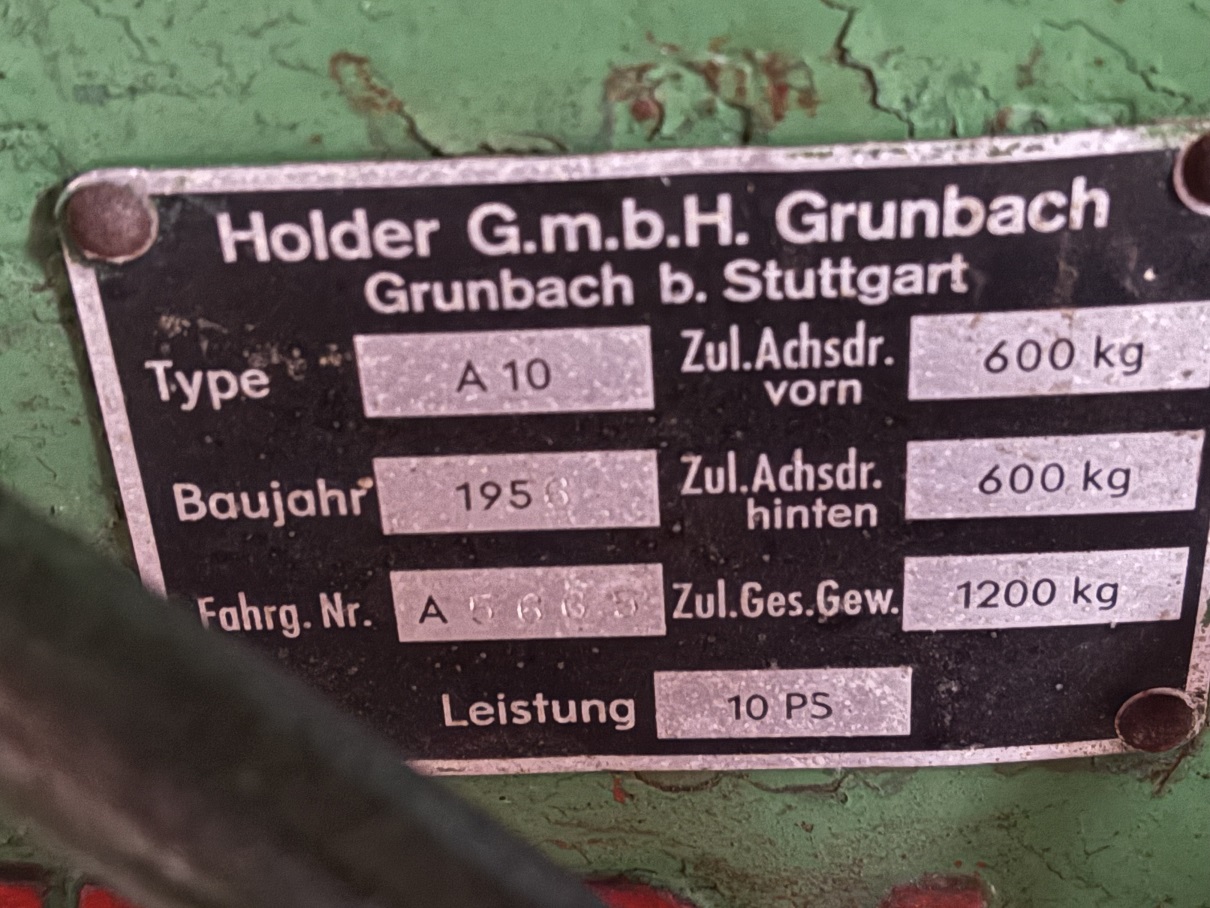 Holder G.m.b.H. Grunbach
Grunbach b. Stuttgart
Type A 10 Zul.Achsdr. vorn 600 kg
Baujahr 1956 Zul.Achsdr. hinten 600 kg
Fahrg. Nr. A Zul.Ges.Gew. 1200 kg
Leistung 10 PS